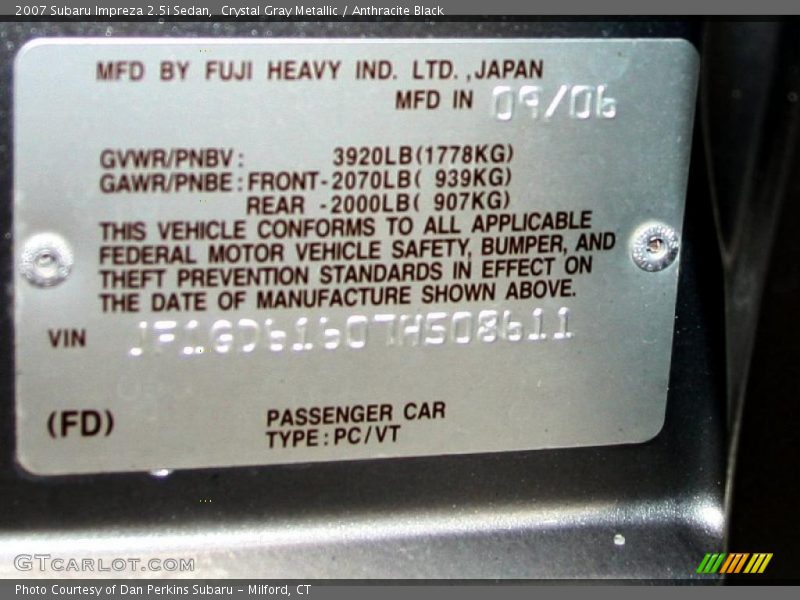 2007 Subaru Impreza 2.5i Sedan,  Crystal Gray Metallic / Anthracite Black
MFD BY FUJI HEAVY IND. LTD., JAPAN
MFD IN 09/06
GVWR/PNBV: 3920LB(1778KG)
GAWR/PNBE:FRONT-2070LB( 939KG)
REAR -2000LB( 907KG)
THIS VEHICLE CONFORMS TO ALL APPLICABLE
FEDERAL MOTOR VEHICLE SAFETY, BUMPER, AND
THEFT PREVENTION STANDARDS IN EFFECT ON
THE DATE OF MANUFACTURE SHOWN ABOVE.
VIN JF1GD61607H508611
(FD) PASSENGER CAR
TYPE:PC/VT
GTCARLOT.COM
Photo Courtesy of Dan Perkins Subaru - Milford, CT